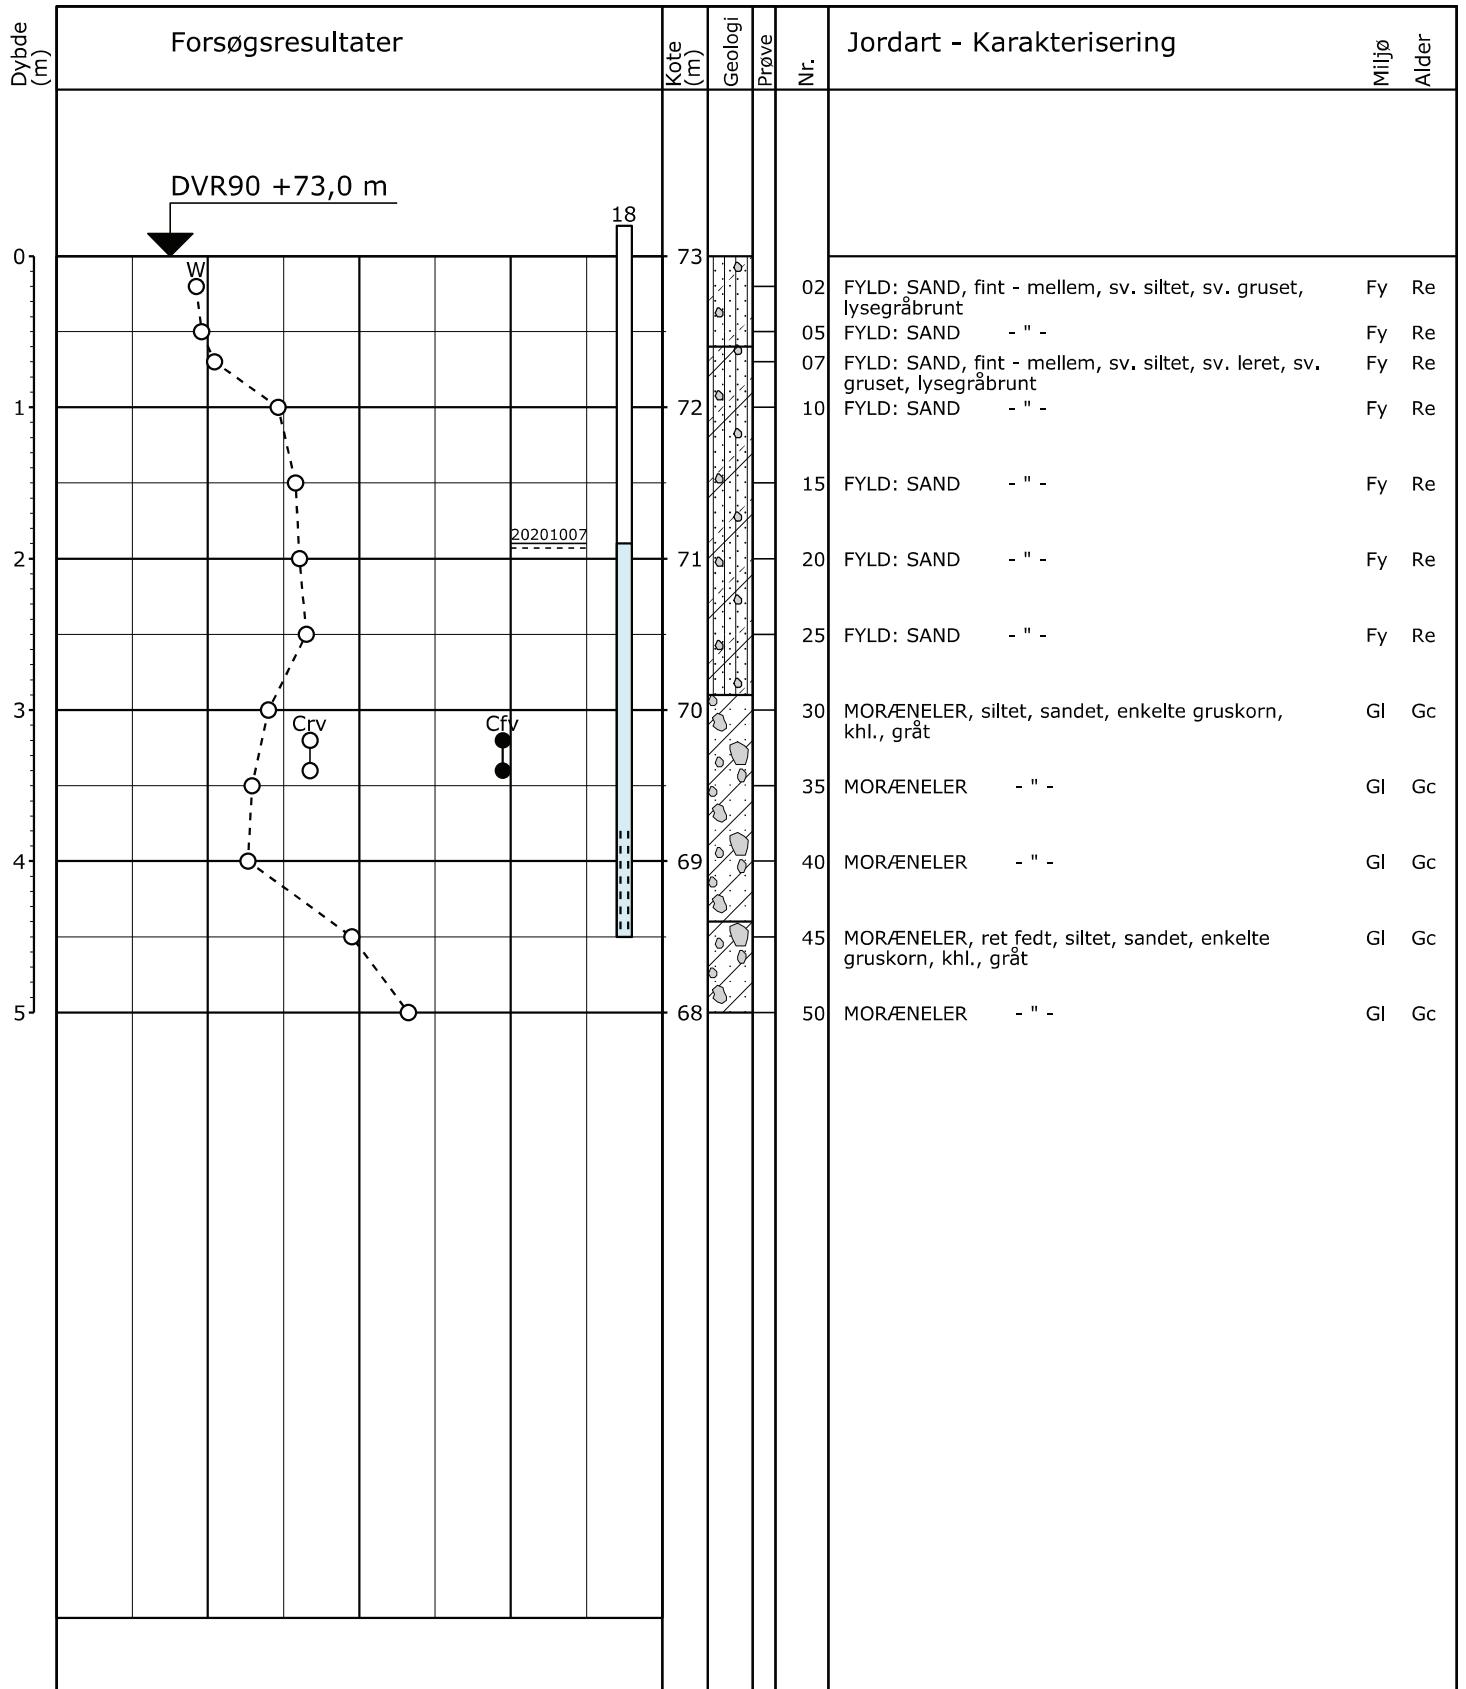 Dybde (m)
Forsøgsresultater
Kote (m)
Geologi
Prøve
Nr.
Jordart - Karakterisering
Miljø
Alder
DVR90 +73,0 m
18
0
W
73
02 FYLD: SAND, fint - mellem, sv. siltet, sv. gruset, Fy Re
lysegråbrunt
05 FYLD: SAND - " - Fy Re
07 FYLD: SAND, fint - mellem, sv. siltet, sv. leret, sv. Fy Re
gruset, lysegråbrunt
1 72 10 FYLD: SAND - " - Fy Re
15 FYLD: SAND - " - Fy Re
20201007
2 71 20 FYLD: SAND - " - Fy Re
25 FYLD: SAND - " - Fy Re
3 70 30 MORÆNELER, siltet, sandet, enkelte gruskorn, Gl Gc
khl., gråt
Crv Cfv
35 MORÆNELER - " - Gl Gc
4 69 40 MORÆNELER - " - Gl Gc
45 MORÆNELER, ret fedt, siltet, sandet, enkelte Gl Gc
gruskorn, khl., gråt
5 68 50 MORÆNELER - " - Gl Gc